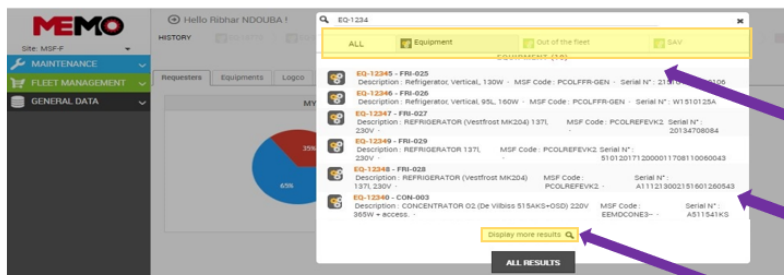 MEMO
Hello Ribhar NDOUBA !
EQ-1234
Site: MSF-F
HISTORY
ALL
Equipment
Out of the fleet
SAV
MAINTENANCE
FLEET MANAGEMENT
GENERAL DATA
Requesters
Equipments
Logco
MY
35%
65%
EQUIPMENT (10)
EQ-12345 - FRI-025
Description : Refrigerator, Vertical,, 130W - MSF Code : PCOLFFR-GEN - Serial N° :
EQ-12346 - FRI-026
Description : Refrigerator, vertical, 95L, 160W - MSF Code : PCOLFFR-GEN - Serial N° : W1510125A
EQ-12347 - FRI-027
Description : REFRIGERATOR (Vestfrost MK204) 137l, MSF Code : PCOLREFEVK2 Serial N° :
230V - - 20134708084
EQ-12349 - FRI-029
Description : REFRIGERATOR 137l, MSF Code : PCOLREFEVK2 Serial N° :
230V - - 5101201712000011708110060043
EQ-12348 - FRI-028
Description : REFRIGERATOR (Vestfrost MK204) MSF Code : Serial N° :
137l, 230V - PCOLREFEVK2 - A111213002151601260543
EQ-12340 - CON-003
Description : CONCENTRATOR O2 (De Vilbiss 515AKS+OSD) 220V MSF Code : Serial N° :
365W + access. - EEMDCONE3-- - A511541KS
Display more results
ALL RESULTS